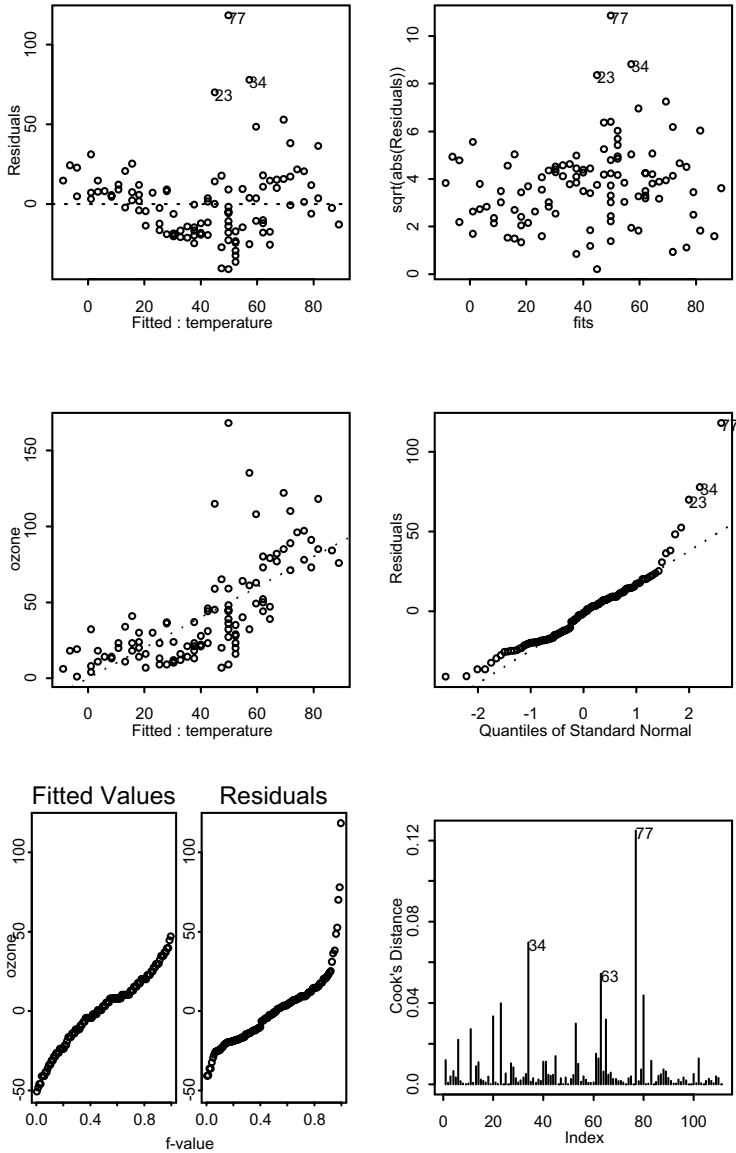 Residuals
0 50 100
77
34
23
0 20 40 60 80
Fitted : temperature
sqrt(abs(Residuals))
0 2 4 6 8 10
77
34
23
0 20 40 60 80
fits
ozone
0 50 100 150
0 20 40 60 80
Fitted : temperature
Residuals
0 50 100
77
34
23
-2 -1 0 1 2
Quantiles of Standard Normal
Fitted Values
Residuals
ozone
-50 0 50 100
-50 0 50 100
0.0 0.4 0.8
0.0 0.4 0.8
f-value
Cook's Distance
0.0 0.04 0.08 0.12
77
34
63
0 20 40 60 80 100
Index